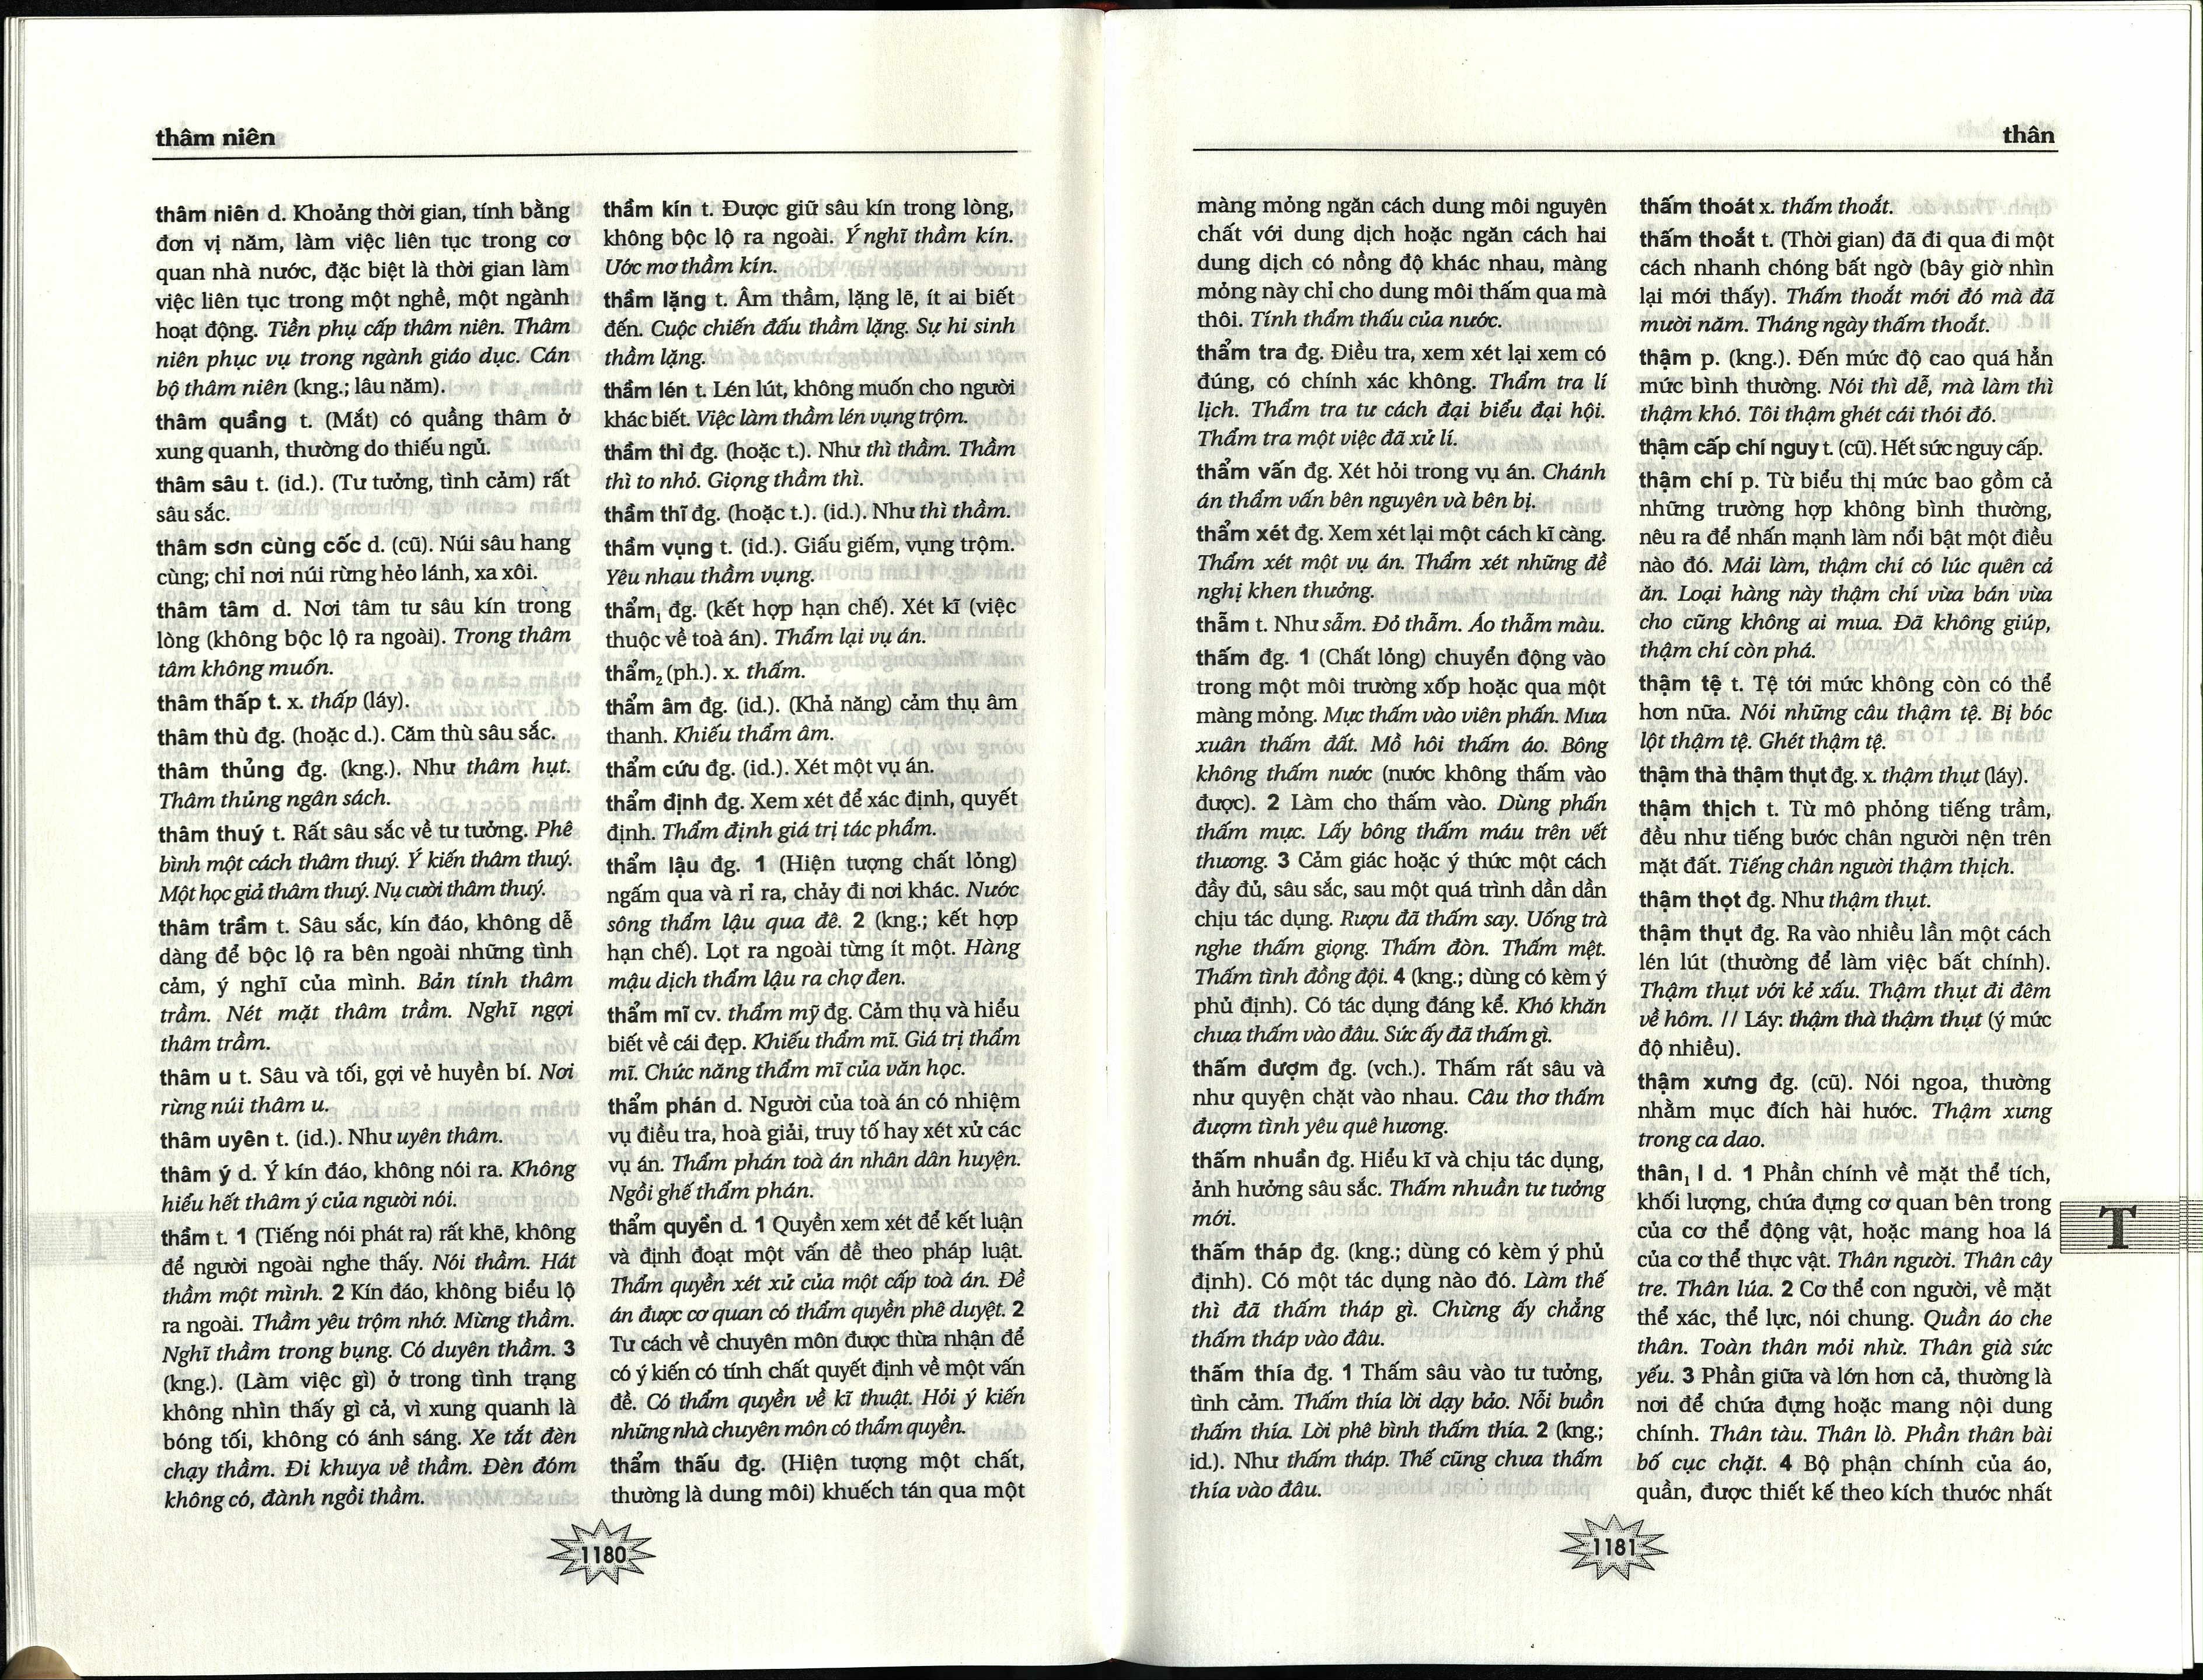 thâm niên
thâm niên d. Khoảng thời gian, tính bằng
đơn vị năm, làm việc liên tục trong cơ
quan nhà nước, đặc biệt là thời gian làm
việc liên tục trong một nghề, một ngành
hoạt động. Tiền phụ cấp thâm niên. Thâm
niên phục vụ trong ngành giáo dục. Cán
bộ thâm niên (kng.; lâu năm).
thâm quầng t. (Mắt) có quầng thâm ở
xung quanh, thường do thiếu ngủ.
thâm sâu t. (id.). (Tư tưởng, tình cảm) rất
sâu sắc.
thâm sơn cùng cốc d. (cũ). Núi sâu hang
cùng; chỉ nơi núi rừng hẻo lánh, xa xôi.
thâm tâm d. Nơi tâm tư sâu kín trong
lòng (không bộc lộ ra ngoài). Trong thâm
tâm không muốn.
thâm thấp t. x. thấp (láy).
thâm thù đg. (hoặc d.). Căm thù sâu sắc.
thâm thủng đg. (kng.). Như thâm hụt.
Thâm thủng ngân sách.
thâm thuý t. Rất sâu sắc về tư tưởng. Phê
bình một cách thâm thuý. Ý kiến thâm thuý.
Một học giả thâm thuý. Nụ cười thâm thuý.
thâm trầm t. Sâu sắc, kín đáo, không dễ
dàng để bộc lộ ra bên ngoài những tình
cảm, ý nghĩ của mình. Bản tính thâm
trầm. Nét mặt thâm trầm. Nghĩ ngợi
thâm trầm.
thâm u t. Sâu và tối, gợi vẻ huyền bí. Nơi
rừng núi thâm u.
thâm uyên t. (id.). Như uyên thâm.
thâm ý d. Ý kín đáo, không nói ra. Không
hiểu hết thâm ý của người nói.
thầm t. 1 (Tiếng nói phát ra) rất khẽ, không
để người ngoài nghe thấy. Nói thầm. Hát
thầm một mình. 2 Kín đáo, không biểu lộ
ra ngoài. Thầm yêu trộm nhớ. Mừng thầm.
Nghĩ thầm trong bụng. Có duyên thầm. 3
(kng.). (Làm việc gì) ở trong tình trạng
không nhìn thấy gì cả, vì xung quanh là
bóng tối, không có ánh sáng. Xe tắt đèn
chạy thầm. Đi khuya về thầm. Đèn đóm
không có, đành ngồi thầm.
thầm kín t. Được giữ sâu kín trong lòng,
không bộc lộ ra ngoài. Ý nghĩ thầm kín.
Ước mơ thầm kín.
thầm lặng t. Âm thầm, lặng lẽ, ít ai biết
đến. Cuộc chiến đấu thầm lặng. Sự hi sinh
thầm lặng.
thầm lén t. Lén lút, không muốn cho người
khác biết. Việc làm thầm lén vụng trộm.
thầm thì đg. (hoặc t.). Như thì thầm. Thầm
thì to nhỏ. Giọng thầm thì.
thầm thĩ đg. (hoặc t.). (id.). Như thì thầm.
thầm vụng t. (id.). Giấu giếm, vụng trộm.
Yêu nhau thầm vụng.
thẩm₁ đg. (kết hợp hạn chế). Xét kĩ (việc
thuộc về toà án). Thẩm lại vụ án.
thẩm₂ (ph.). x. thấm.
thẩm âm đg. (id.). (Khả năng) cảm thụ âm
thanh. Khiếu thẩm âm.
thẩm cứu đg. (id.). Xét một vụ án.
thẩm định đg. Xem xét để xác định, quyết
định. Thẩm định giá trị tác phẩm.
thẩm lậu đg. 1 (Hiện tượng chất lỏng)
ngấm qua và rỉ ra, chảy đi nơi khác. Nước
sông thẩm lậu qua đê. 2 (kng.; kết hợp
hạn chế). Lọt ra ngoài từng ít một. Hàng
mậu dịch thẩm lậu ra chợ đen.
thẩm mĩ cv. thẩm mỹ đg. Cảm thụ và hiểu
biết về cái đẹp. Khiếu thẩm mĩ. Giá trị thẩm
mĩ. Chức năng thẩm mĩ của văn học.
thẩm phán d. Người của toà án có nhiệm
vụ điều tra, hoà giải, truy tố hay xét xử các
vụ án. Thẩm phán toà án nhân dân huyện.
Ngồi ghế thẩm phán.
thẩm quyền d. 1 Quyền xem xét để kết luận
và định đoạt một vấn đề theo pháp luật.
Thẩm quyền xét xử của một cấp toà án. Đề
án được cơ quan có thẩm quyền phê duyệt. 2
Tư cách về chuyên môn được thừa nhận để
có ý kiến có tính chất quyết định về một vấn
đề. Có thẩm quyền về kĩ thuật. Hỏi ý kiến
những nhà chuyên môn có thẩm quyền.
thẩm thấu đg. (Hiện tượng một chất,
thường là dung môi) khuếch tán qua một
1180
thân
màng mỏng ngăn cách dung môi nguyên
chất với dung dịch hoặc ngăn cách hai
dung dịch có nồng độ khác nhau, màng
mỏng này chỉ cho dung môi thấm qua mà
thôi. Tính thẩm thấu của nước.
thẩm tra đg. Điều tra, xem xét lại xem có
đúng, có chính xác không. Thẩm tra lí
lịch. Thẩm tra tư cách đại biểu đại hội.
Thẩm tra một việc đã xử lí.
thẩm vấn đg. Xét hỏi trong vụ án. Chánh
án thẩm vấn bên nguyên và bên bị.
thẩm xét đg. Xem xét lại một cách kĩ càng.
Thẩm xét một vụ án. Thẩm xét những đề
nghị khen thưởng.
thẫm t. Như sẫm. Đỏ thẫm. Áo thẫm màu.
thấm đg. 1 (Chất lỏng) chuyển động vào
trong một môi trường xốp hoặc qua một
màng mỏng. Mực thấm vào viên phấn. Mưa
xuân thấm đất. Mồ hôi thấm áo. Bông
không thấm nước (nước không thấm vào
được). 2 Làm cho thấm vào. Dùng phấn
thấm mực. Lấy bông thấm máu trên vết
thương. 3 Cảm giác hoặc ý thức một cách
đầy đủ, sâu sắc, sau một quá trình dần dần
chịu tác dụng. Rượu đã thấm say. Uống trà
nghe thấm giọng. Thấm đòn. Thấm mệt.
Thấm tình đồng đội. 4 (kng.; dùng có kèm ý
phủ định). Có tác dụng đáng kể. Khó khăn
chưa thấm vào đâu. Sức ấy đã thấm gì.
thấm đượm đg. (vch.). Thấm rất sâu và
như quyện chặt vào nhau. Câu thơ thấm
đượm tình yêu quê hương.
thấm nhuần đg. Hiểu kĩ và chịu tác dụng,
ảnh hưởng sâu sắc. Thấm nhuần tư tưởng
mới.
thấm tháp đg. (kng.; dùng có kèm ý phủ
định). Có một tác dụng nào đó. Làm thế
thì đã thấm tháp gì. Chừng ấy chẳng
thấm tháp vào đâu.
thấm thía đg. 1 Thấm sâu vào tư tưởng,
tình cảm. Thấm thía lời dạy bảo. Nỗi buồn
thấm thía. Lời phê bình thấm thía. 2 (kng.;
id.). Như thấm tháp. Thế cũng chưa thấm
thía vào đâu.
thấm thoát x. thấm thoắt.
thấm thoắt t. (Thời gian) đã đi qua đi một
cách nhanh chóng bất ngờ (bây giờ nhìn
lại mới thấy). Thấm thoắt mới đó mà đã
mười năm. Tháng ngày thấm thoắt.
thậm p. (kng.). Đến mức độ cao quá hẳn
mức bình thường. Nói thì dễ, mà làm thì
thậm khó. Tôi thậm ghét cái thói đó.
thậm cấp chí nguy t. (cũ). Hết sức nguy cấp.
thậm chí p. Từ biểu thị mức bao gồm cả
những trường hợp không bình thường,
nêu ra để nhấn mạnh làm nổi bật một điều
nào đó. Mải làm, thậm chí có lúc quên cả
ăn. Loại hàng này thậm chí vừa bán vừa
cho cũng không ai mua. Đã không giúp,
thậm chí còn phá.
thậm tệ t. Tệ tới mức không còn có thể
hơn nữa. Nói những câu thậm tệ. Bị bóc
lột thậm tệ. Ghét thậm tệ.
thậm thà thậm thụt đg. x. thậm thụt (láy).
thậm thịch t. Từ mô phỏng tiếng trầm,
đều như tiếng bước chân người nện trên
mặt đất. Tiếng chân người thậm thịch.
thậm thọt đg. Như thậm thụt.
thậm thụt đg. Ra vào nhiều lần một cách
lén lút (thường để làm việc bất chính).
Thậm thụt với kẻ xấu. Thậm thụt đi đêm
về hôm. // Láy: thậm thà thậm thụt (ý mức
độ nhiều).
thậm xưng đg. (cũ). Nói ngoa, thường
nhằm mục đích hài hước. Thậm xưng
trong ca dao.
thân₁ I d. 1 Phần chính về mặt thể tích,
khối lượng, chứa đựng cơ quan bên trong
của cơ thể động vật, hoặc mang hoa lá
của cơ thể thực vật. Thân người. Thân cây
tre. Thân lúa. 2 Cơ thể con người, về mặt
thể xác, thể lực, nói chung. Quần áo che
thân. Toàn thân mỏi nhừ. Thân già sức
yếu. 3 Phần giữa và lớn hơn cả, thường là
nơi để chứa đựng hoặc mang nội dung
chính. Thân tàu. Thân lò. Phần thân bài
bố cục chặt. 4 Bộ phận chính của áo,
quần, được thiết kế theo kích thước nhất
T
1181